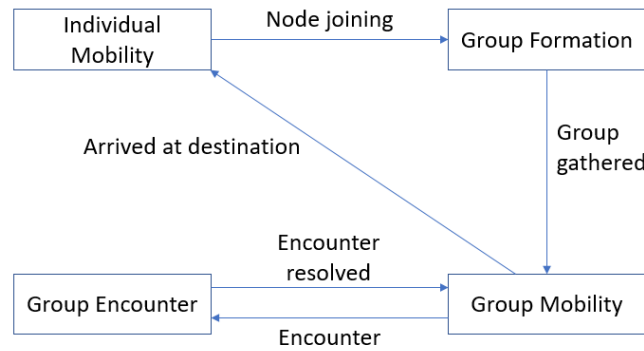 Individual
Mobility
Node joining
Group Formation
Arrived at destination
Group
gathered
Encounter
resolved
Group Encounter
Group Mobility
Encounter